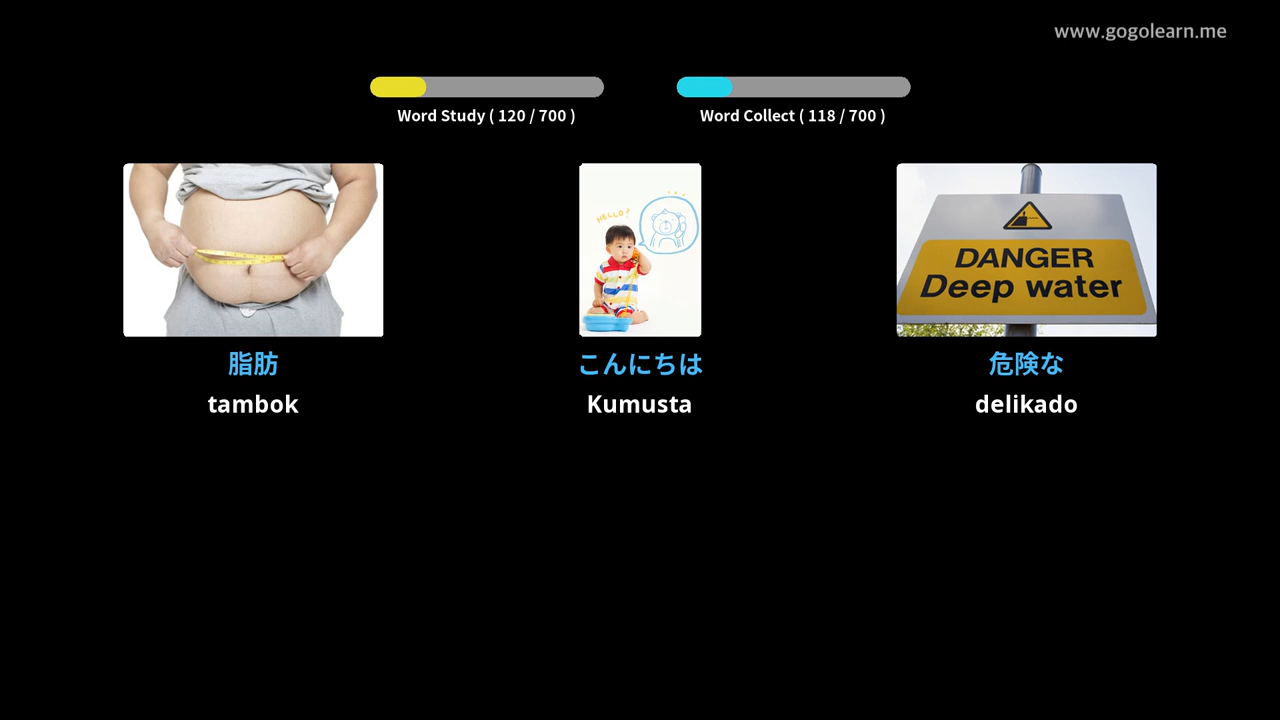 www.gogolearn.me
Word Study ( 120 / 700 )
Word Collect ( 118 / 700 )
HELLO?
DANGER
Deep water
脂肪
こんにちは
危険な
tambok
Kumusta
delikado